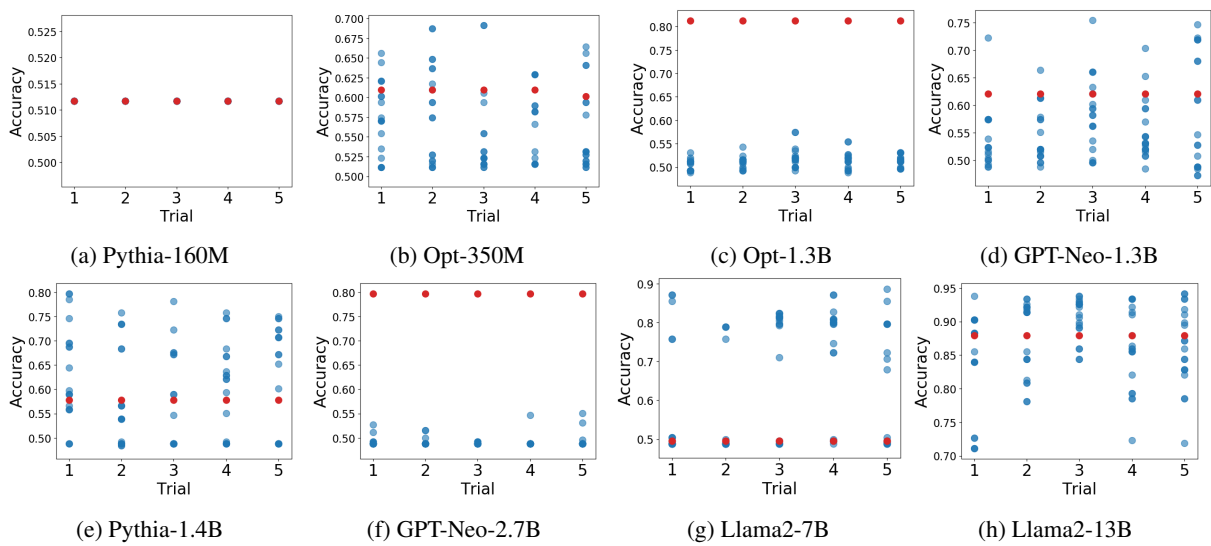 Accuracy
0.525
0.520
0.515
0.510
0.505
0.500
1 2 3 4 5
Trial
(a) Pythia-160M
Accuracy
0.700
0.675
0.650
0.625
0.600
0.575
0.550
0.525
0.500
1 2 3 4 5
Trial
(b) Opt-350M
Accuracy
0.80
0.75
0.70
0.65
0.60
0.55
0.50
1 2 3 4 5
Trial
(c) Opt-1.3B
Accuracy
0.75
0.70
0.65
0.60
0.55
0.50
1 2 3 4 5
Trial
(d) GPT-Neo-1.3B
Accuracy
0.80
0.75
0.70
0.65
0.60
0.55
0.50
1 2 3 4 5
Trial
(e) Pythia-1.4B
Accuracy
0.80
0.75
0.70
0.65
0.60
0.55
0.50
1 2 3 4 5
Trial
(f) GPT-Neo-2.7B
Accuracy
0.9
0.8
0.7
0.6
0.5
1 2 3 4 5
Trial
(g) Llama2-7B
Accuracy
0.95
0.90
0.85
0.80
0.75
0.70
1 2 3 4 5
Trial
(h) Llama2-13B